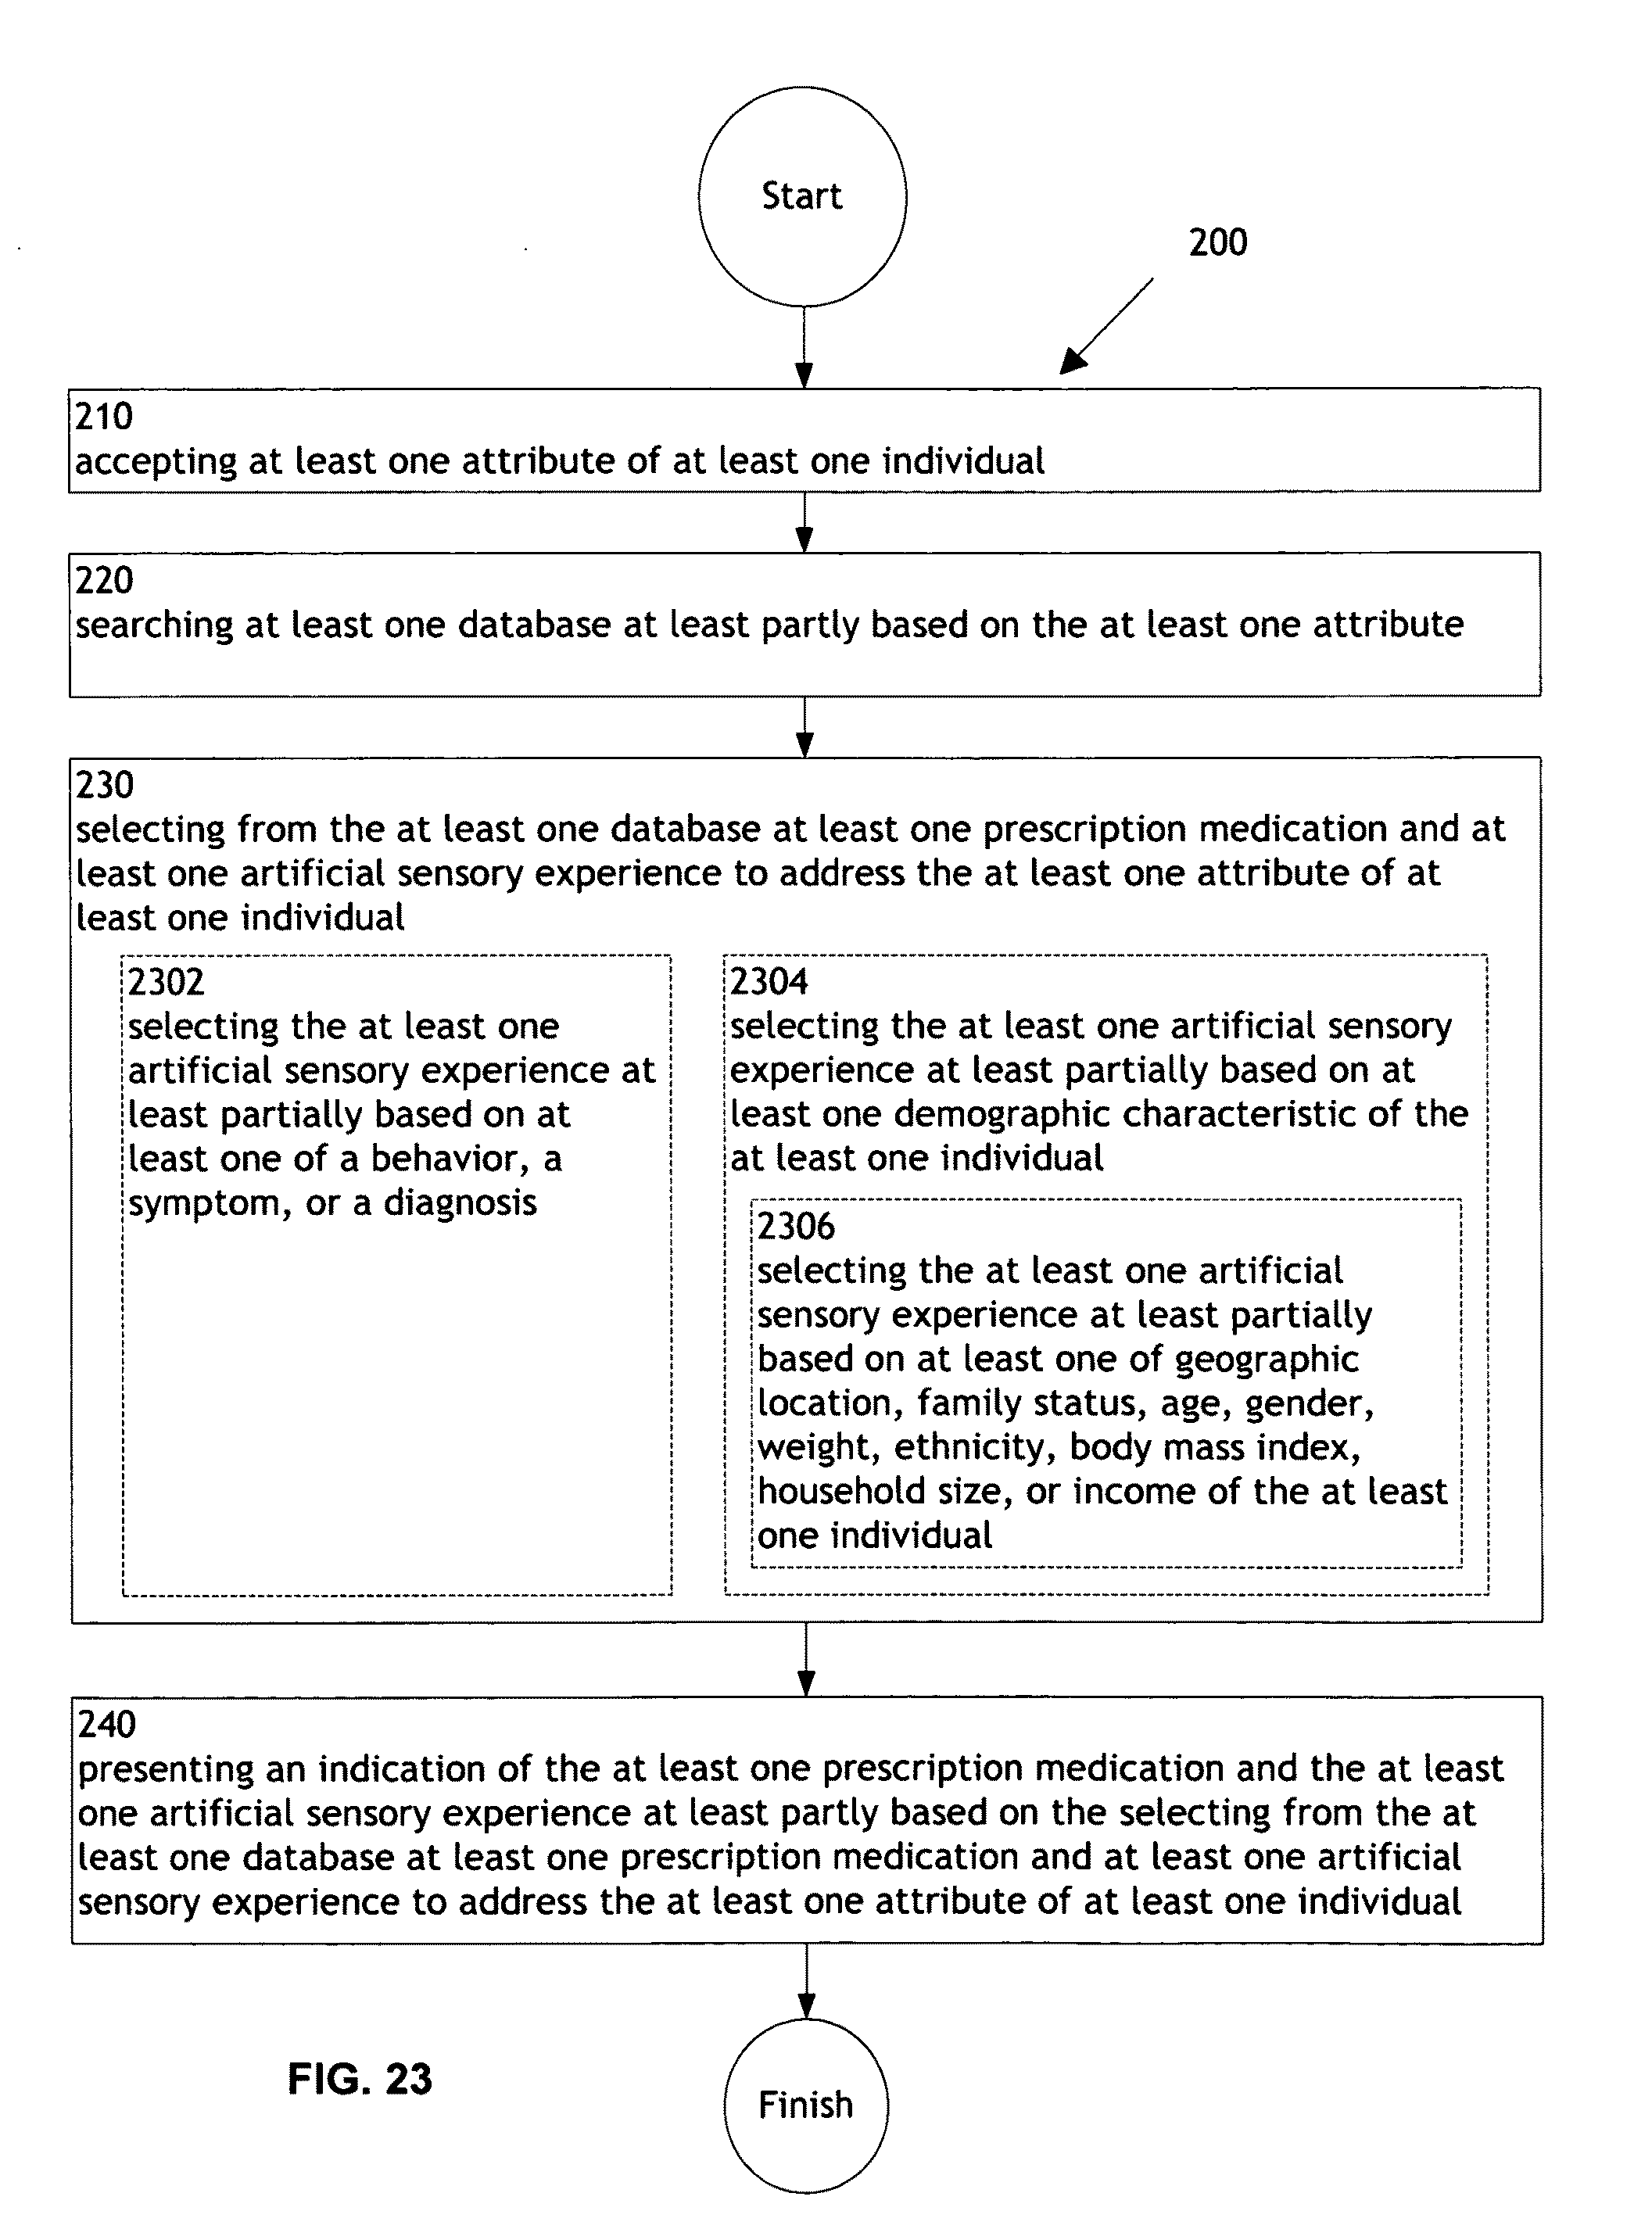 Start
200
210
accepting at least one attribute of at least one individual
220
searching at least one database at least partly based on the at least one attribute
230
selecting from the at least one database at least one prescription medication and at
least one artificial sensory experience to address the at least one attribute of at
least one individual
2302
selecting the at least one
artificial sensory experience at
least partially based on at
least one of a behavior, a
symptom, or a diagnosis
2304
selecting the at least one artificial sensory
experience at least partially based on at
least one demographic characteristic of the
at least one individual
2306
selecting the at least one artificial
sensory experience at least partially
based on at least one of geographic
location, family status, age, gender,
weight, ethnicity, body mass index,
household size, or income of the at least
one individual
240
presenting an indication of the at least one prescription medication and the at least
one artificial sensory experience at least partly based on the selecting from the at
least one database at least one prescription medication and at least one artificial
sensory experience to address the at least one attribute of at least one individual
FIG. 23
Finish